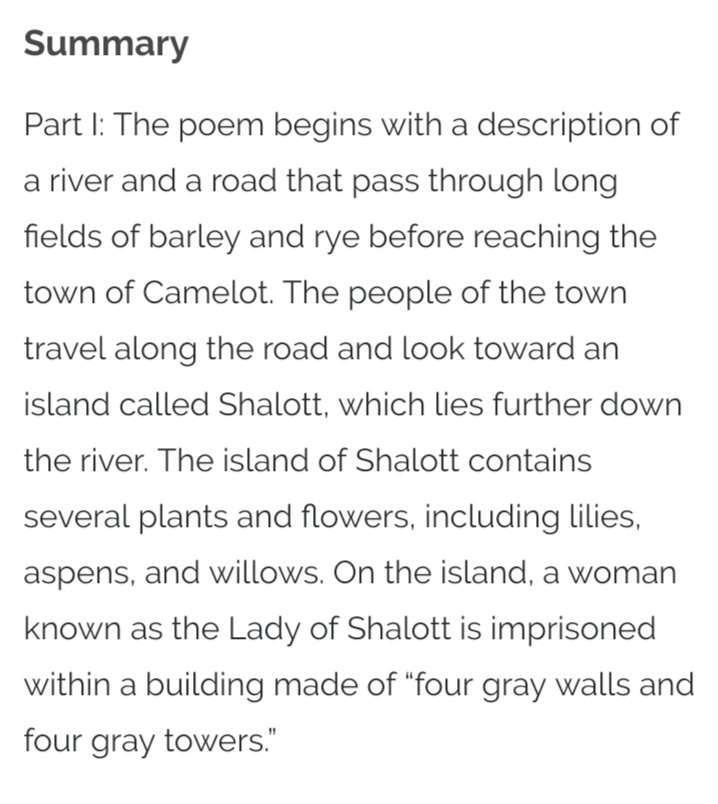 Summary
Part I: The poem begins with a description of
a river and a road that pass through long
fields of barley and rye before reaching the
town of Camelot. The people of the town
travel along the road and look toward an
island called Shalott, which lies further down
the river. The island of Shalott contains
several plants and flowers, including lilies,
aspens, and willows. On the island, a woman
known as the Lady of Shalott is imprisoned
within a building made of “four gray walls and
four gray towers.”